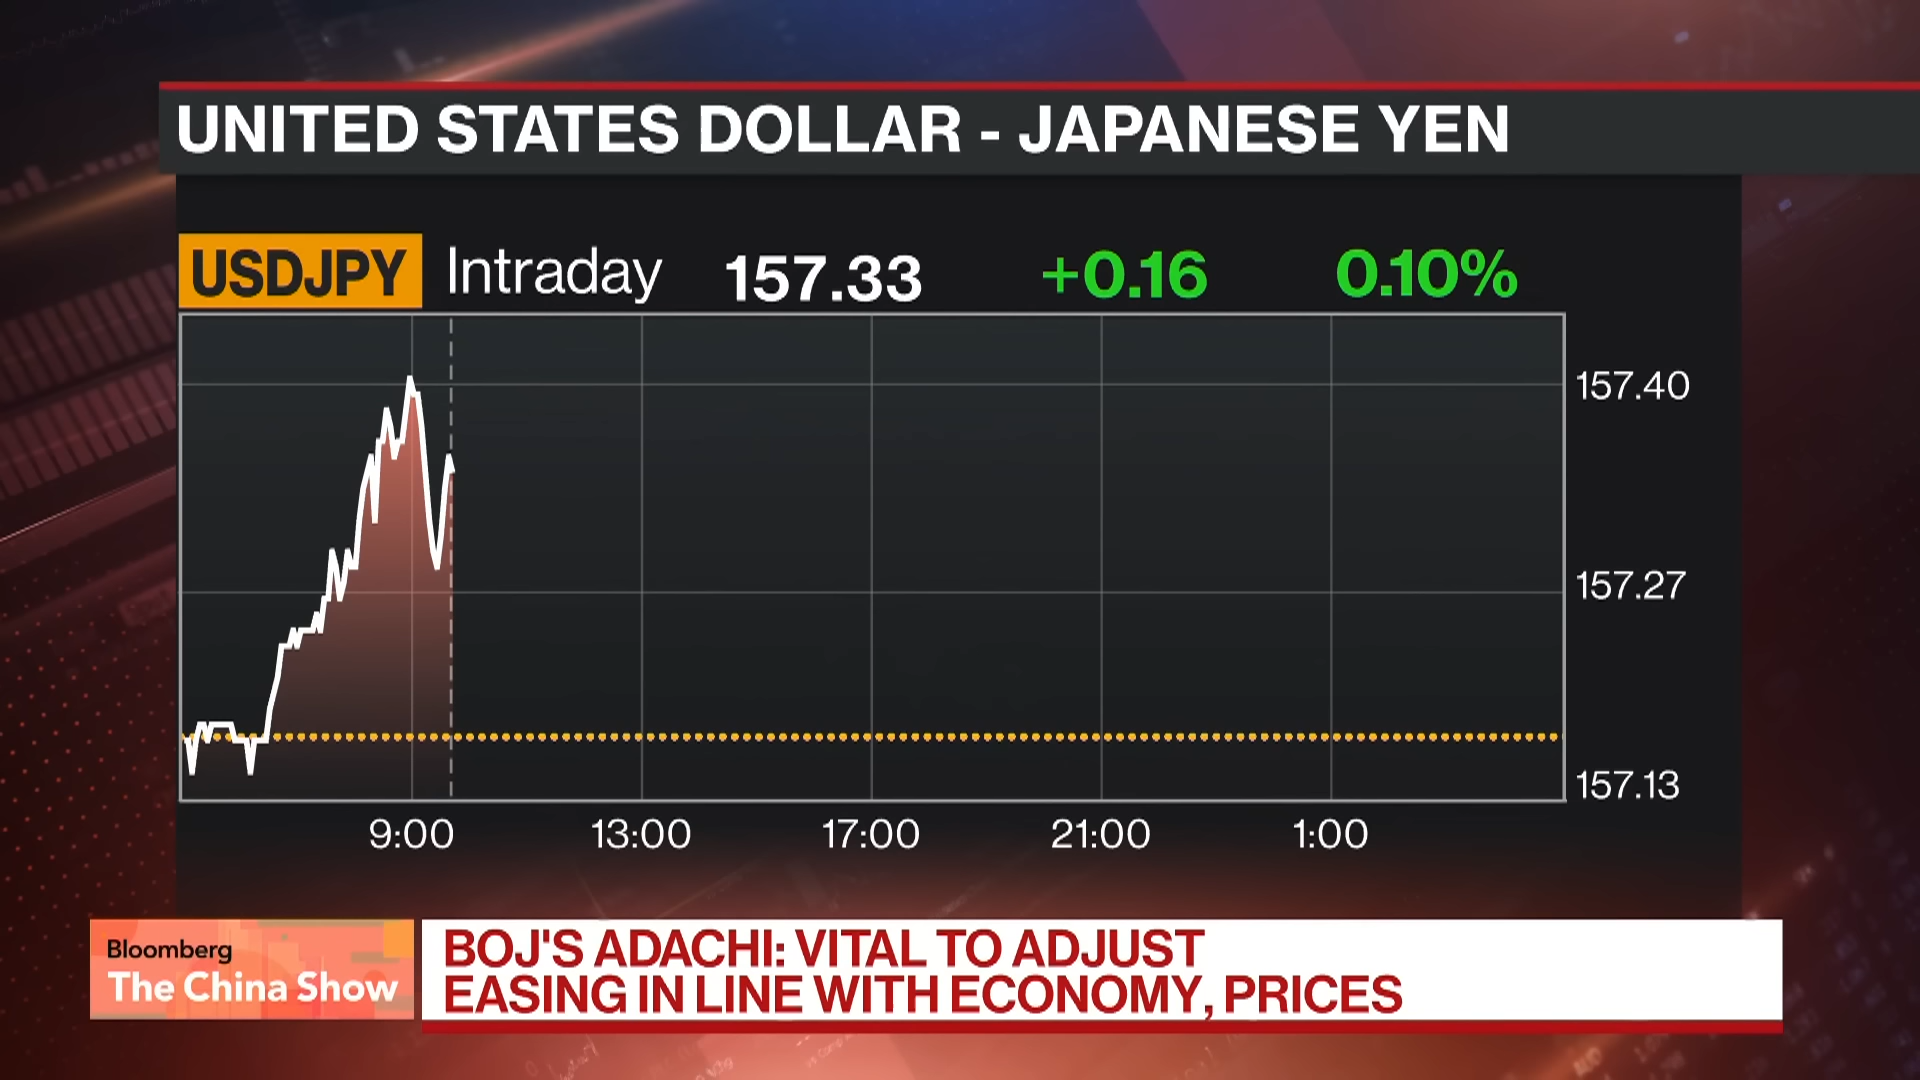 UNITED STATES DOLLAR - JAPANESE YEN
USDJPY Intraday 157.33 +0.16 0.10%
157.40
157.27
157.13
9:00 13:00 17:00 21:00 1:00
Bloomberg
The China Show
BOJ'S ADACHI: VITAL TO ADJUST
EASING IN LINE WITH ECONOMY, PRICES